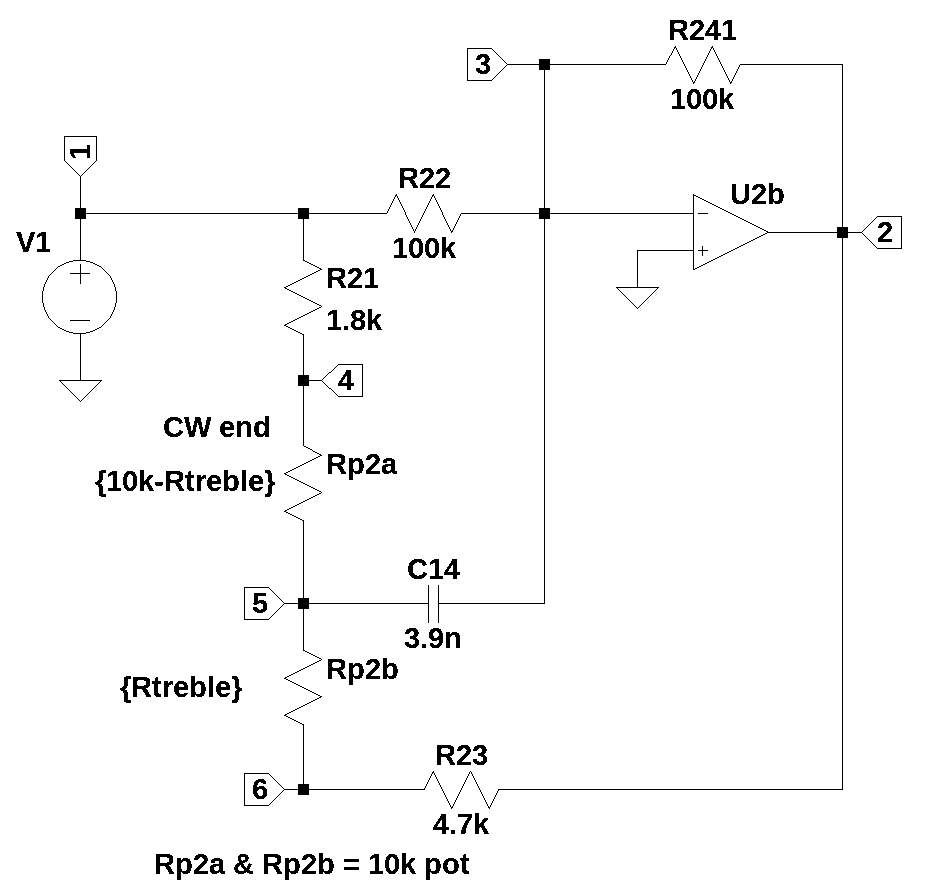 R241
3
100k
1
R22
U2b
100k
2
V1
R21
1.8k
4
CW end
Rp2a
{10k-Rtreble}
C14
5
3.9n
Rp2b
{Rtreble}
R23
6
4.7k
Rp2a & Rp2b = 10k pot